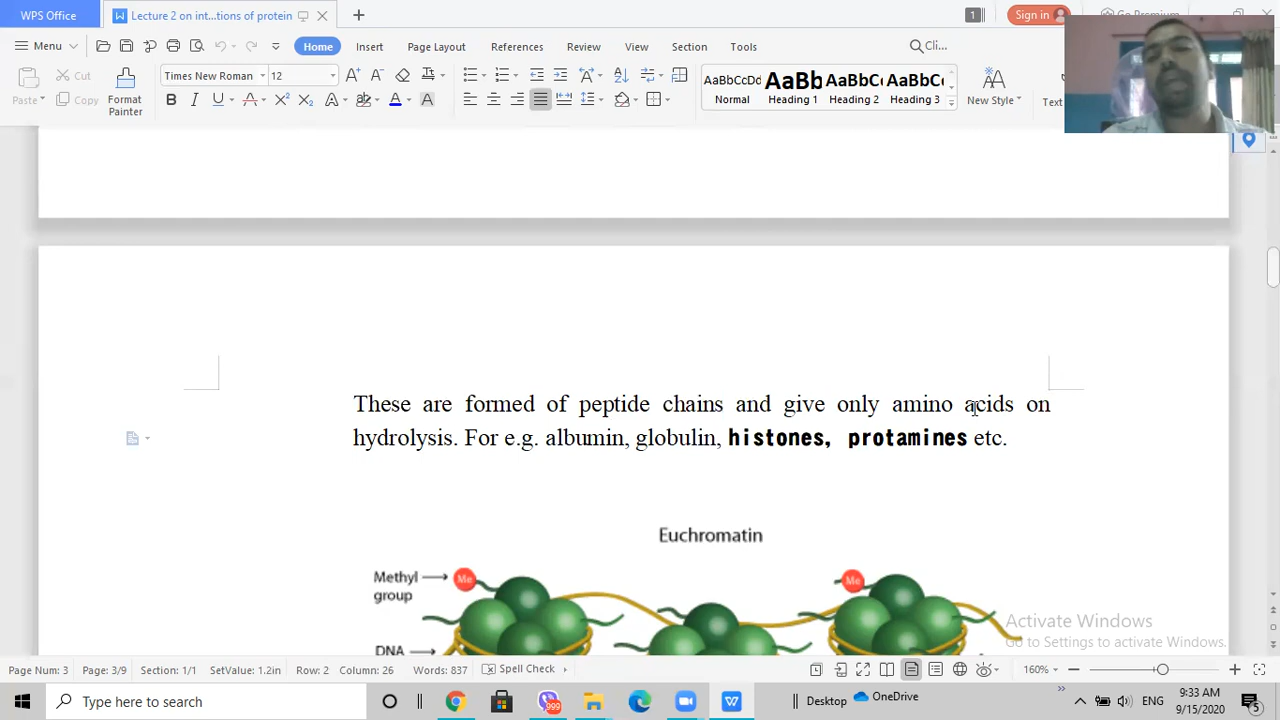 WPS Office
Lecture 2 on int...tions of protein
Sign in
Go Premium
Menu
Home
Insert
Page Layout
References
Review
View
Section
Tools
Cli...
Paste
Cut
Copy
Format Painter
Times New Roman
12
AaBbCcDd
Normal
AaBb
Heading 1
AaBbC
Heading 2
AaBbC
Heading 3
New Style
Text
These are formed of peptide chains and give only amino acids on
hydrolysis. For e.g. albumin, globulin, histones, protamines etc.
Euchromatin
Methyl
group
Me
Me
DNA
Activate Windows
Go to Settings to activate Windows.
Page Num: 3 Page: 3/9 Section: 1/1 SetValue: 1.2in Row: 2 Column: 26 Words: 837 Spell Check 160%
Type here to search
999
Desktop
OneDrive
ENG
9:33 AM
9/15/2020
5